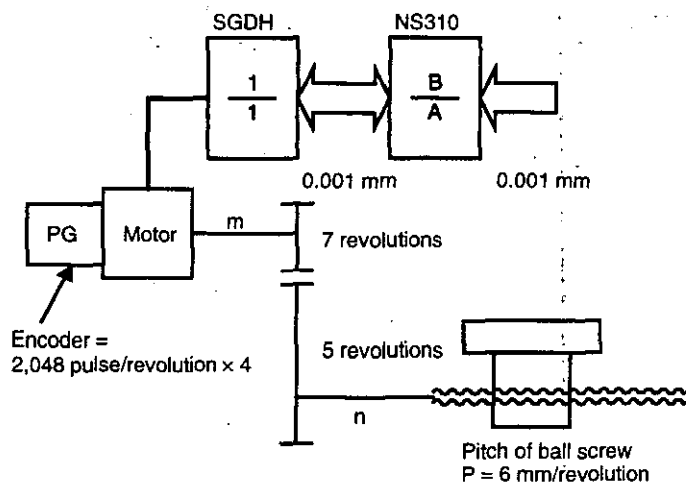 SGDH
NS310
1
1
B
A
0.001 mm
0.001 mm
PG
Motor
m
7 revolutions
Encoder =
2,048 pulse/revolution × 4
5 revolutions
n
Pitch of ball screw
P = 6 mm/revolution